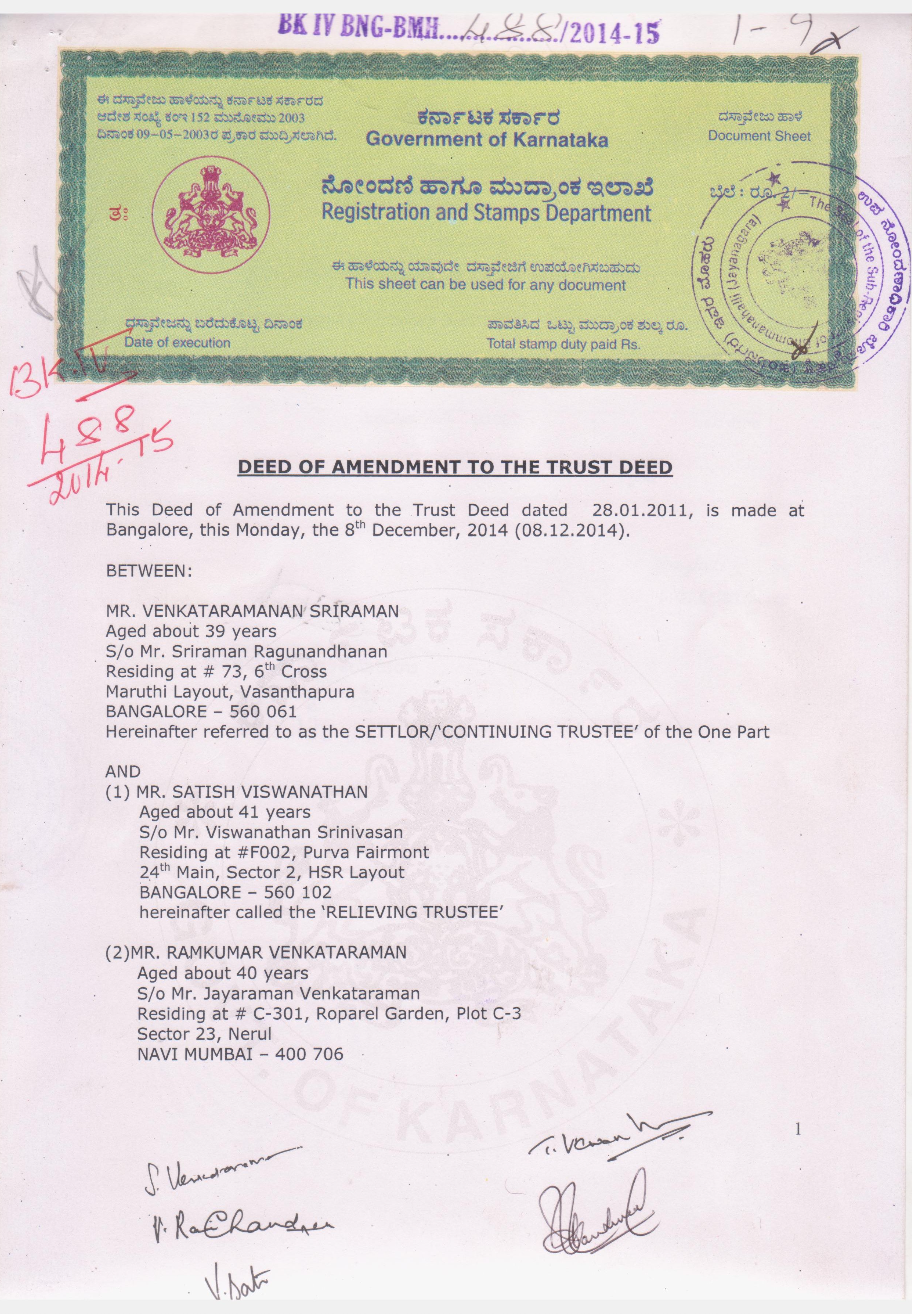 BK IV BNG-BMH....488..../2014-15
1-9
ಈ ದಸ್ತಾವೇಜು ಹಾಳೆಯನ್ನು ಕರ್ನಾಟಕ ಸರ್ಕಾರದ
ಆದೇಶ ಸಂಖ್ಯೆ ಕಂಇ 152 ಮುನೋಮು 2003
ದಿನಾಂಕ 09-05-2003ರ ಪ್ರಕಾರ ಮುದ್ರಿಸಲಾಗಿದೆ.
ಕರ್ನಾಟಕ ಸರ್ಕಾರ
Government of Karnataka
ದಸ್ತಾವೇಜು ಹಾಳೆ
Document Sheet
ನೋಂದಣಿ ಹಾಗೂ ಮುದ್ರಾಂಕ ಇಲಾಖೆ
Registration and Stamps Department
ಬೆಲೆ : ರೂ. 2/-
ಈ ಹಾಳೆಯನ್ನು ಯಾವುದೇ ದಸ್ತಾವೇಜಿಗೆ ಉಪಯೋಗಿಸಬಹುದು
This sheet can be used for any document
ದಸ್ತಾವೇಜನ್ನು ಬರೆದುಕೊಟ್ಟ ದಿನಾಂಕ
Date of execution
ಪಾವತಿಸಿದ ಒಟ್ಟು ಮುದ್ರಾಂಕ ಶುಲ್ಕ ರೂ.
Total stamp duty paid Rs.
BK.IV
488
2014-15
DEED OF AMENDMENT TO THE TRUST DEED
This Deed of Amendment to the Trust Deed dated 28.01.2011, is made at
Bangalore, this Monday, the 8th December, 2014 (08.12.2014).
BETWEEN:
MR. VENKATARAMANAN SRIRAMAN
Aged about 39 years
S/o Mr. Sriraman Ragunandhanan
Residing at # 73, 6th Cross
Maruthi Layout, Vasanthapura
BANGALORE – 560 061
Hereinafter referred to as the SETTLOR/‘CONTINUING TRUSTEE’ of the One Part
AND
(1) MR. SATISH VISWANATHAN
Aged about 41 years
S/o Mr. Viswanathan Srinivasan
Residing at #F002, Purva Fairmont
24th Main, Sector 2, HSR Layout
BANGALORE – 560 102
hereinafter called the ‘RELIEVING TRUSTEE’
(2)MR. RAMKUMAR VENKATARAMAN
Aged about 40 years
S/o Mr. Jayaraman Venkataraman
Residing at # C-301, Roparel Garden, Plot C-3
Sector 23, Nerul
NAVI MUMBAI – 400 706
OF KARNATAKA
1